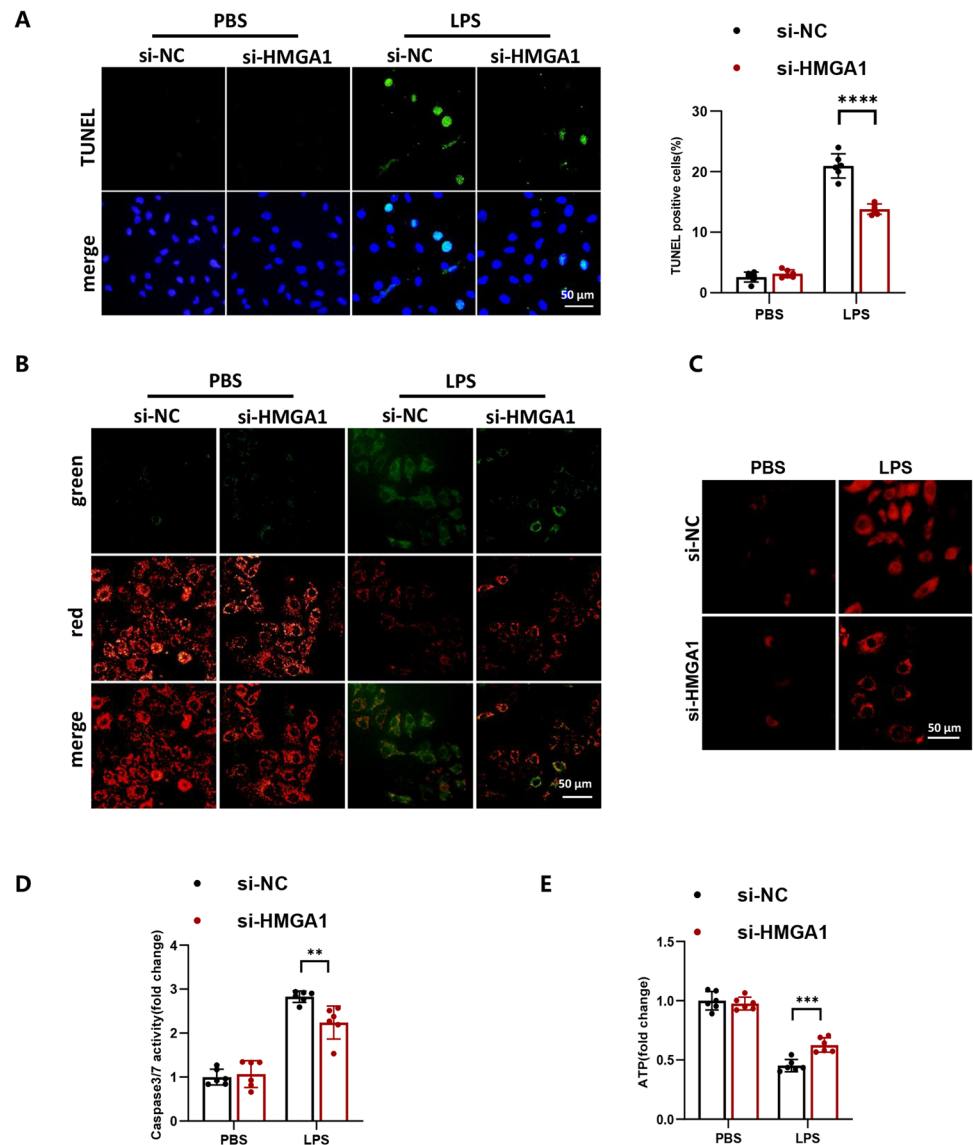 A
PBS
LPS
si-NC
si-HMGA1
si-NC
si-HMGA1
TUNEL
merge
50 μm
si-NC
si-HMGA1
TUNEL positive cells(%)
30
20
10
0
****
PBS
LPS
B
PBS
LPS
si-NC
si-HMGA1
si-NC
si-HMGA1
green
red
merge
50 μm
C
PBS
LPS
si-NC
si-HMGA1
50 μm
D
si-NC
si-HMGA1
Caspase3/7 activity(fold change)
4
3
2
1
0
**
PBS
LPS
E
si-NC
si-HMGA1
ATP(fold change)
1.5
1.0
0.5
0.0
***
PBS
LPS